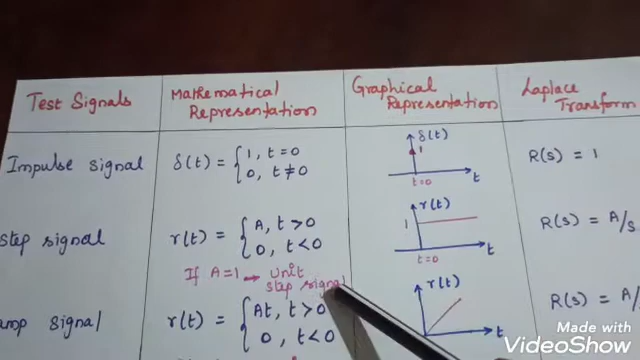 Test Signals
Mathematical
Representation
Graphical
Representation
Laplace
Transform
Impulse signal
δ(t) = { 1, t=0
0, t≠0
δ(t)
1
t=0
t
R(s) = 1
step signal
r(t) = { A, t>0
0, t<0
r(t)
1
t=0
t
R(s) = A/s
If A=1 → Unit
step signal
amp signal
r(t) = { At, t>0
0, t<0
r(t)
t
R(s) = A/
Made with
VideoShow